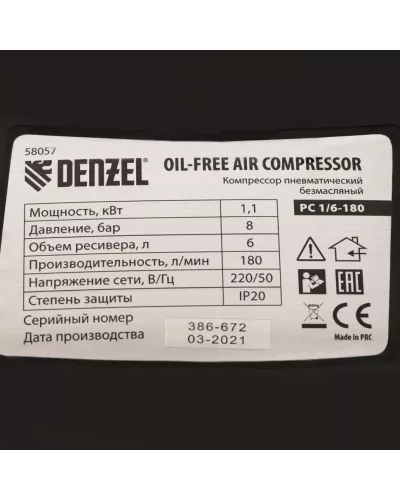 58057
DENZEL®
OIL-FREE AIR COMPRESSOR
Компрессор пневматический
безмасляный
PC 1/6-180
Мощность, кВт 1,1
Давление, бар 8
Объем ресивера, л 6
Производительность, л/мин 180
Напряжение сети, В/Гц 220/50
Степень защиты IP20
Серийный номер 386-672
Дата производства 03-2021
EAC
CE
Made in PRC